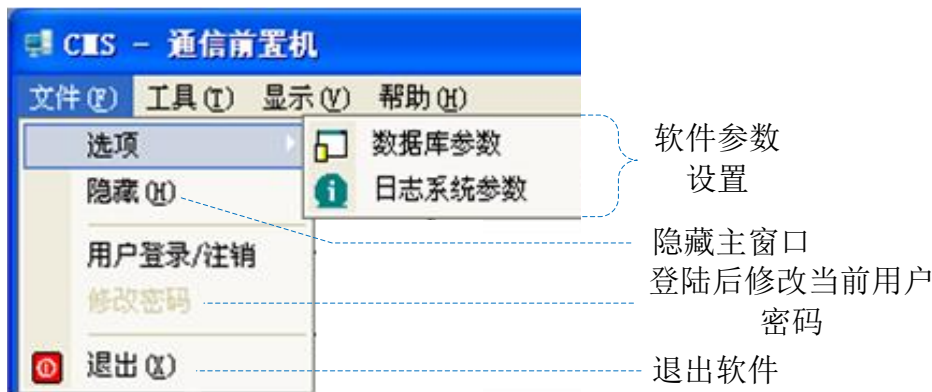 CMS - 通信前置机
文件(F) 工具(T) 显示(V) 帮助(H)
选项
数据库参数
日志系统参数
隐藏(H)
用户登录/注销
修改密码
退出(X)
软件参数
设置
隐藏主窗口
登陆后修改当前用户
密码
退出软件